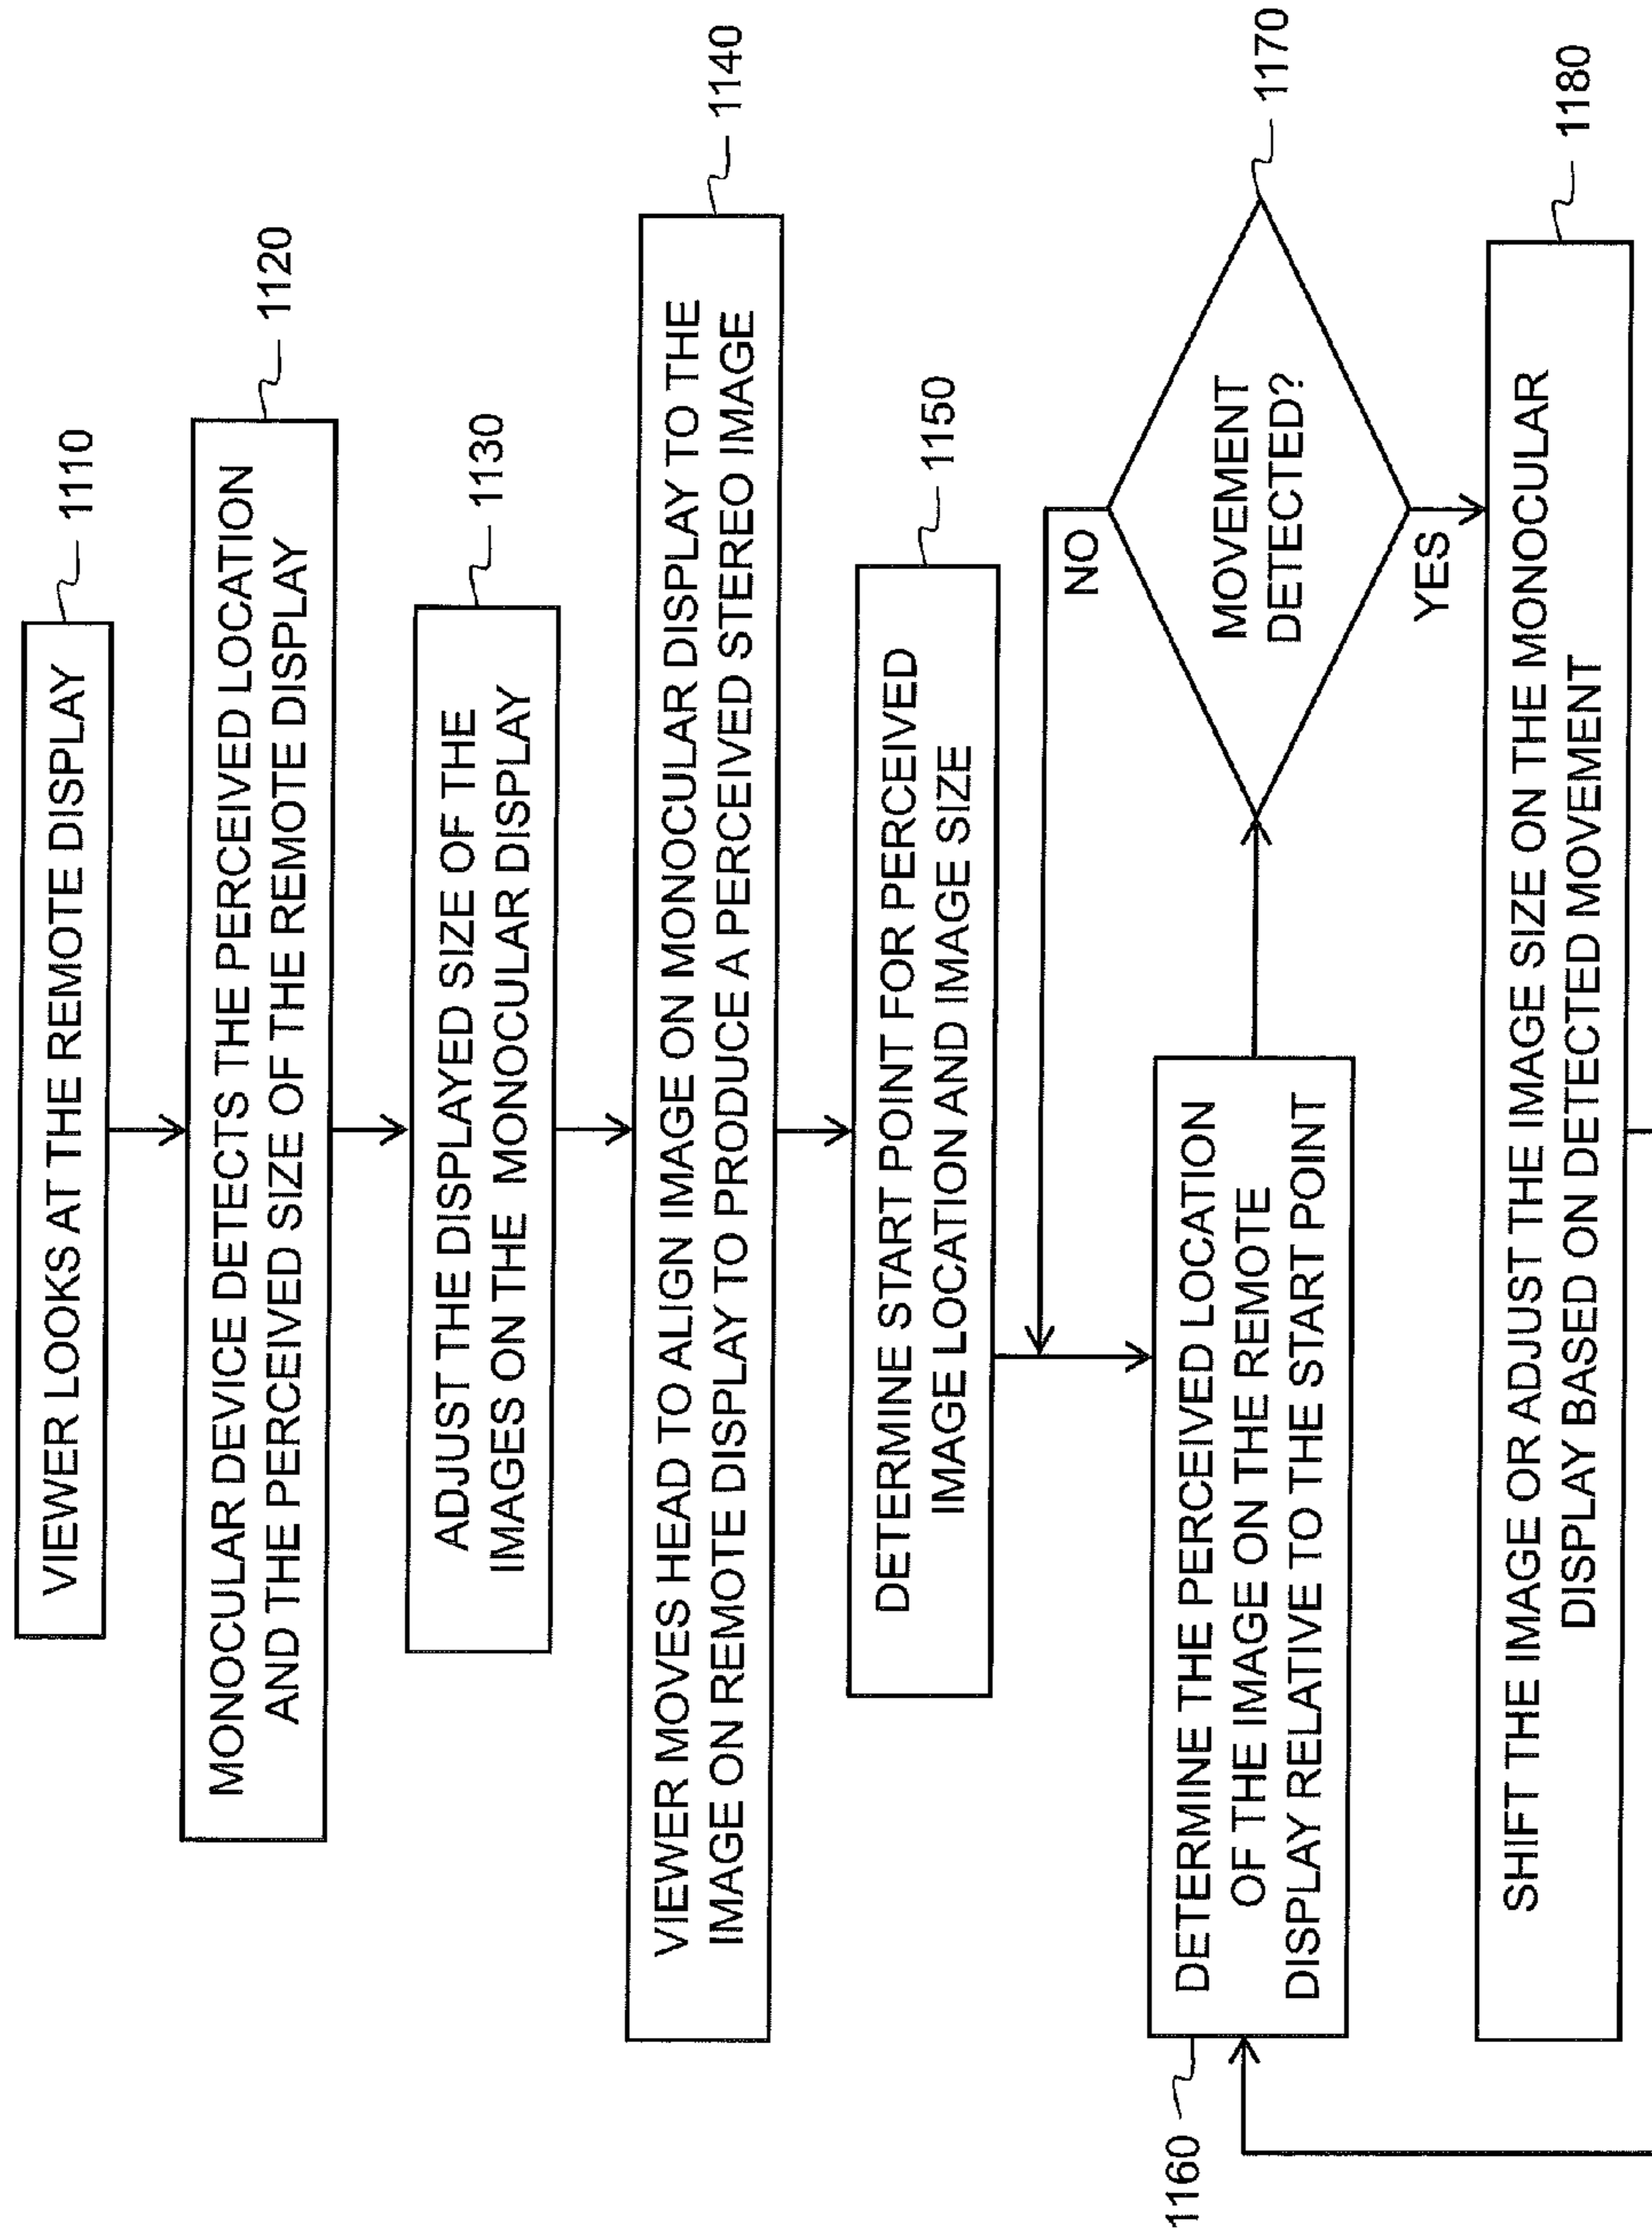 VIEWER LOOKS AT THE REMOTE DISPLAY
1110
MONOCULAR DEVICE DETECTS THE PERCEIVED LOCATION
AND THE PERCEIVED SIZE OF THE REMOTE DISPLAY
1120
ADJUST THE DISPLAYED SIZE OF THE
IMAGES ON THE MONOCULAR DISPLAY
1130
VIEWER MOVES HEAD TO ALIGN IMAGE ON MONOCULAR DISPLAY TO THE
IMAGE ON REMOTE DISPLAY TO PRODUCE A PERCEIVED STEREO IMAGE
1140
DETERMINE START POINT FOR PERCEIVED
IMAGE LOCATION AND IMAGE SIZE
1150
1160
DETERMINE THE PERCEIVED LOCATION
OF THE IMAGE ON THE REMOTE
DISPLAY RELATIVE TO THE START POINT
NO
MOVEMENT
DETECTED?
1170
YES
SHIFT THE IMAGE OR ADJUST THE IMAGE SIZE ON THE MONOCULAR
DISPLAY BASED ON DETECTED MOVEMENT
1180